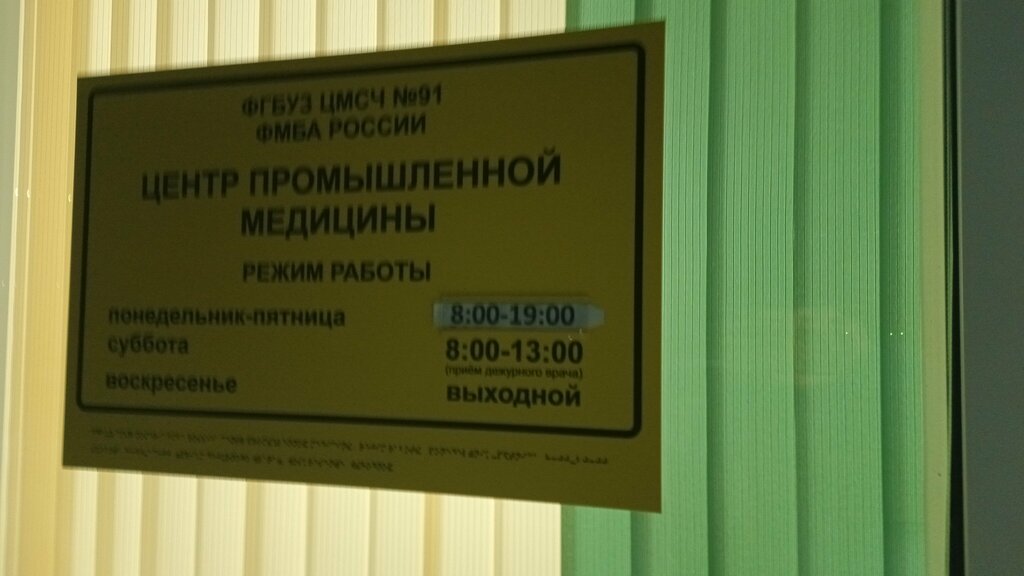 ФГБУЗ ЦМСЧ №91
ФМБА РОССИИ
ЦЕНТР ПРОМЫШЛЕННОЙ
МЕДИЦИНЫ
РЕЖИМ РАБОТЫ
понедельник-пятница 8:00-19:00
суббота 8:00-13:00
(приём дежурного врача)
воскресенье выходной